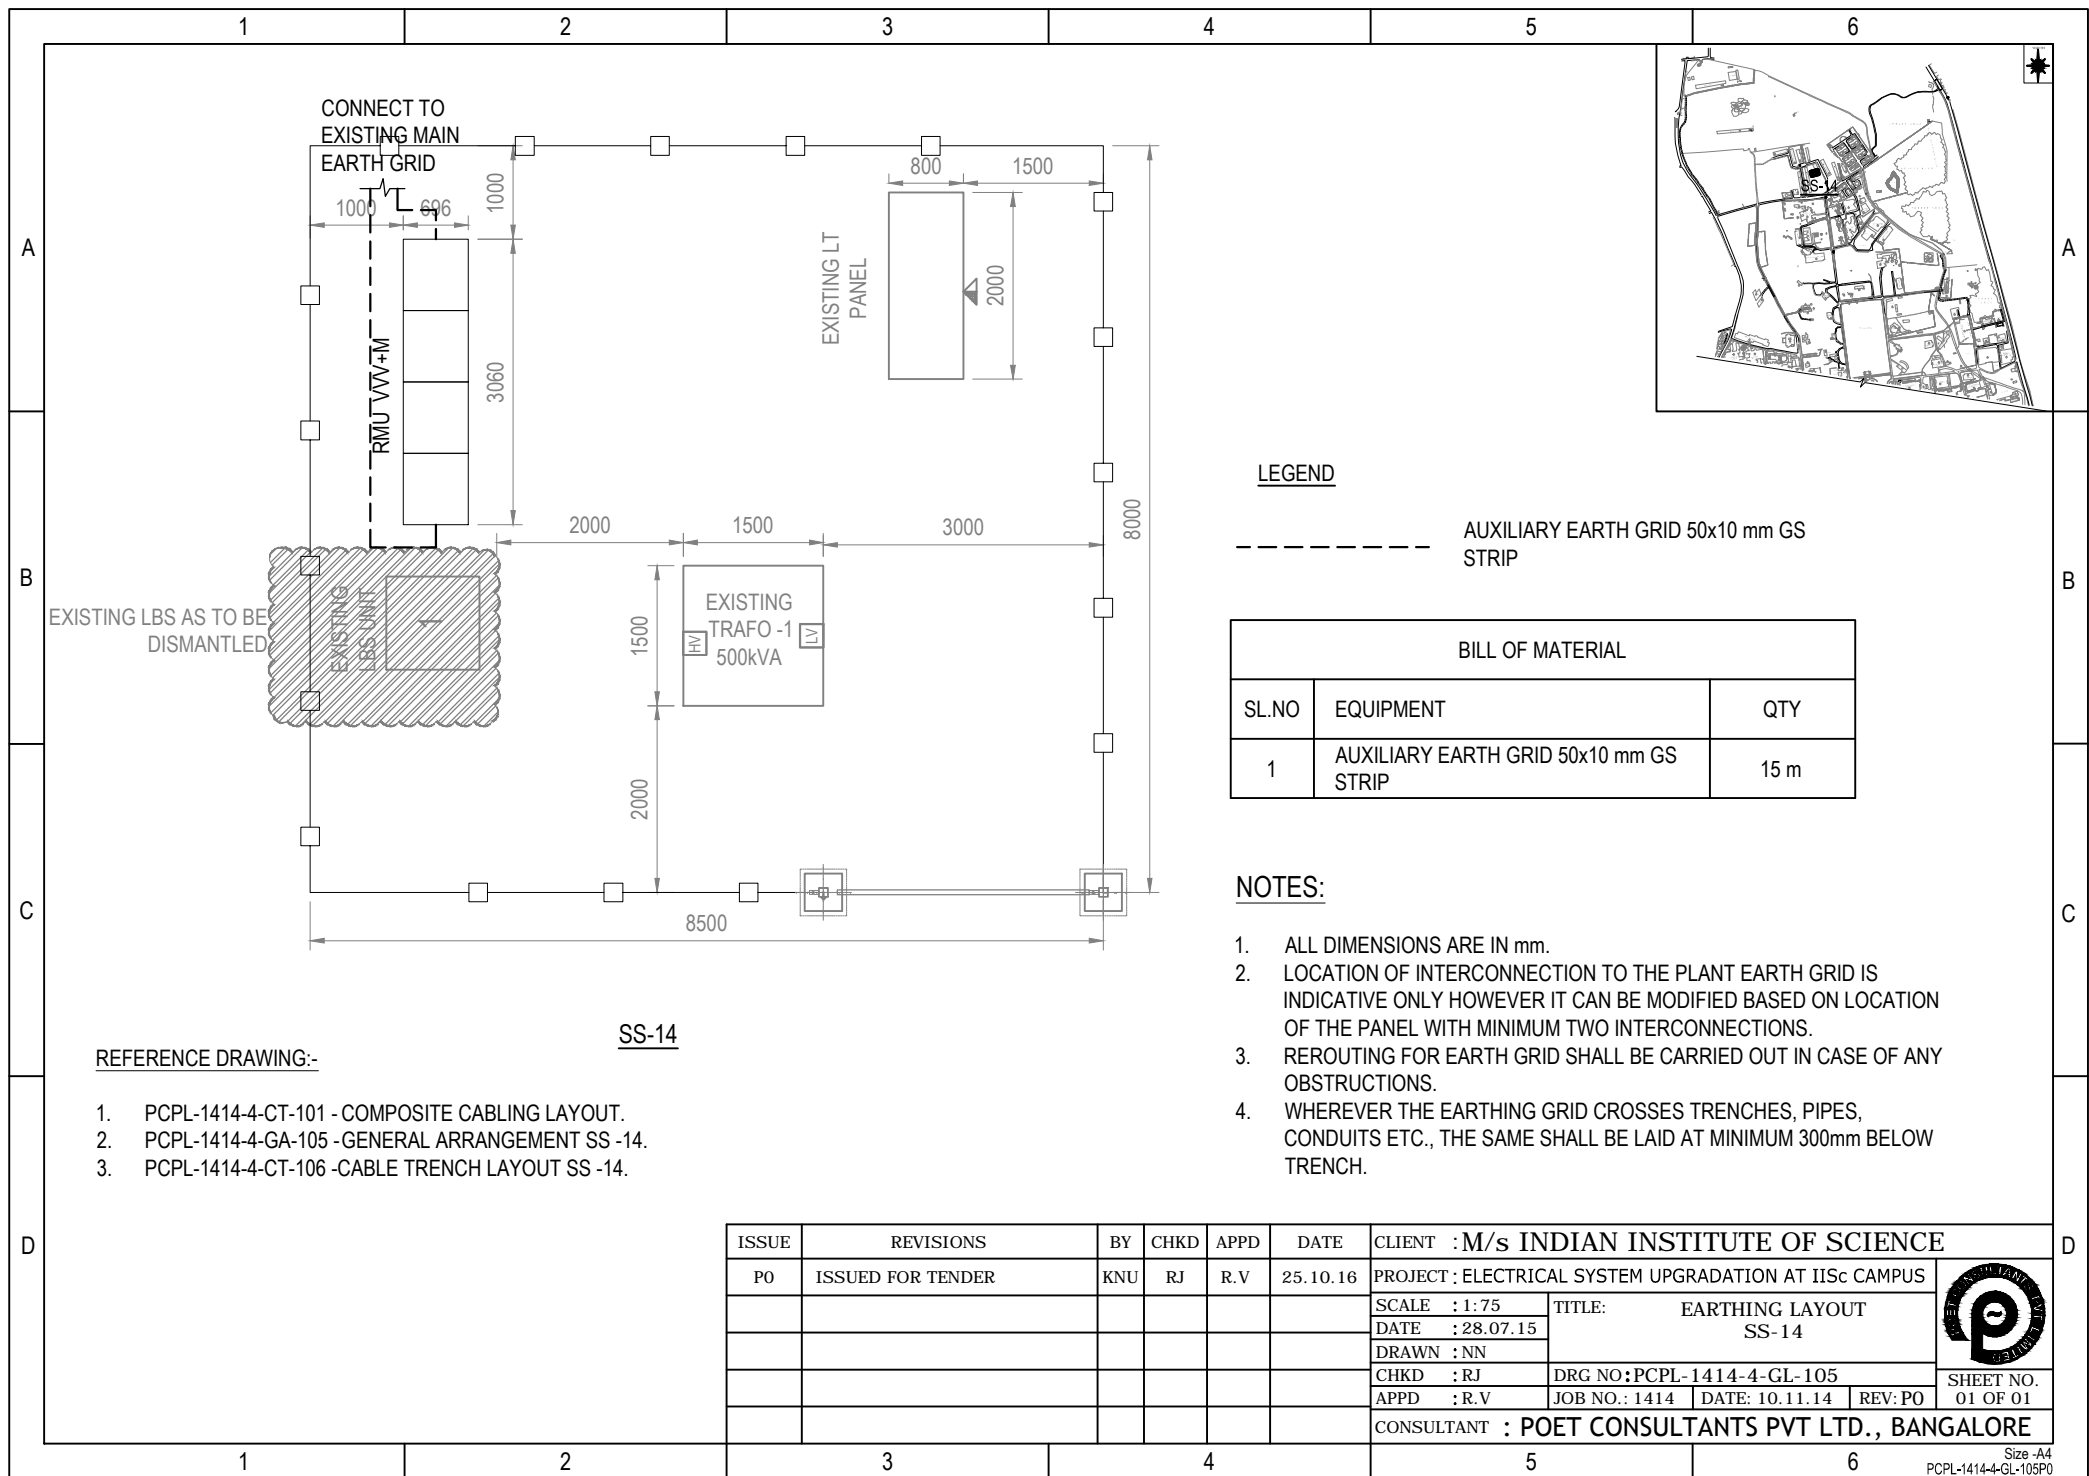 1 2 3 4 5 6
A
B
C
D
A
B
C
D
CONNECT TO
EXISTING MAIN
EARTH GRID
1000
696
1000
3060
RMU VVV+M
800
1500
2000
EXISTING LT
PANEL
2000
1500
3000
8000
EXISTING LBS AS TO BE
DISMANTLED
EXISTING
LBS UNIT
1
1500
EXISTING
TRAFO -1
500kVA
HV
LV
2000
8500
SS-14
SS-14
LEGEND
AUXILIARY EARTH GRID 50x10 mm GS
STRIP
BILL OF MATERIAL
SL.NO EQUIPMENT QTY
1 AUXILIARY EARTH GRID 50x10 mm GS
STRIP 15 m
NOTES:
1. ALL DIMENSIONS ARE IN mm.
2. LOCATION OF INTERCONNECTION TO THE PLANT EARTH GRID IS
INDICATIVE ONLY HOWEVER IT CAN BE MODIFIED BASED ON LOCATION
OF THE PANEL WITH MINIMUM TWO INTERCONNECTIONS.
3. REROUTING FOR EARTH GRID SHALL BE CARRIED OUT IN CASE OF ANY
OBSTRUCTIONS.
4. WHEREVER THE EARTHING GRID CROSSES TRENCHES, PIPES,
CONDUITS ETC., THE SAME SHALL BE LAID AT MINIMUM 300mm BELOW
TRENCH.
REFERENCE DRAWING:-
1. PCPL-1414-4-CT-101 - COMPOSITE CABLING LAYOUT.
2. PCPL-1414-4-GA-105 -GENERAL ARRANGEMENT SS -14.
3. PCPL-1414-4-CT-106 -CABLE TRENCH LAYOUT SS -14.
ISSUE REVISIONS BY CHKD APPD DATE
P0 ISSUED FOR TENDER KNU RJ R.V 25.10.16
CLIENT : M/s INDIAN INSTITUTE OF SCIENCE
PROJECT : ELECTRICAL SYSTEM UPGRADATION AT IISc CAMPUS
SCALE : 1:75
DATE : 28.07.15
DRAWN : NN
CHKD : RJ
APPD : R.V
TITLE: EARTHING LAYOUT
SS-14
DRG NO:PCPL-1414-4-GL-105
JOB NO.: 1414 DATE: 10.11.14 REV: P0
POET CONSULTANTS PVT LIMITED
SHEET NO.
01 OF 01
CONSULTANT : POET CONSULTANTS PVT LTD., BANGALORE
1 2 3 4 5 6
Size -A4
PCPL-1414-4-GL-105P0